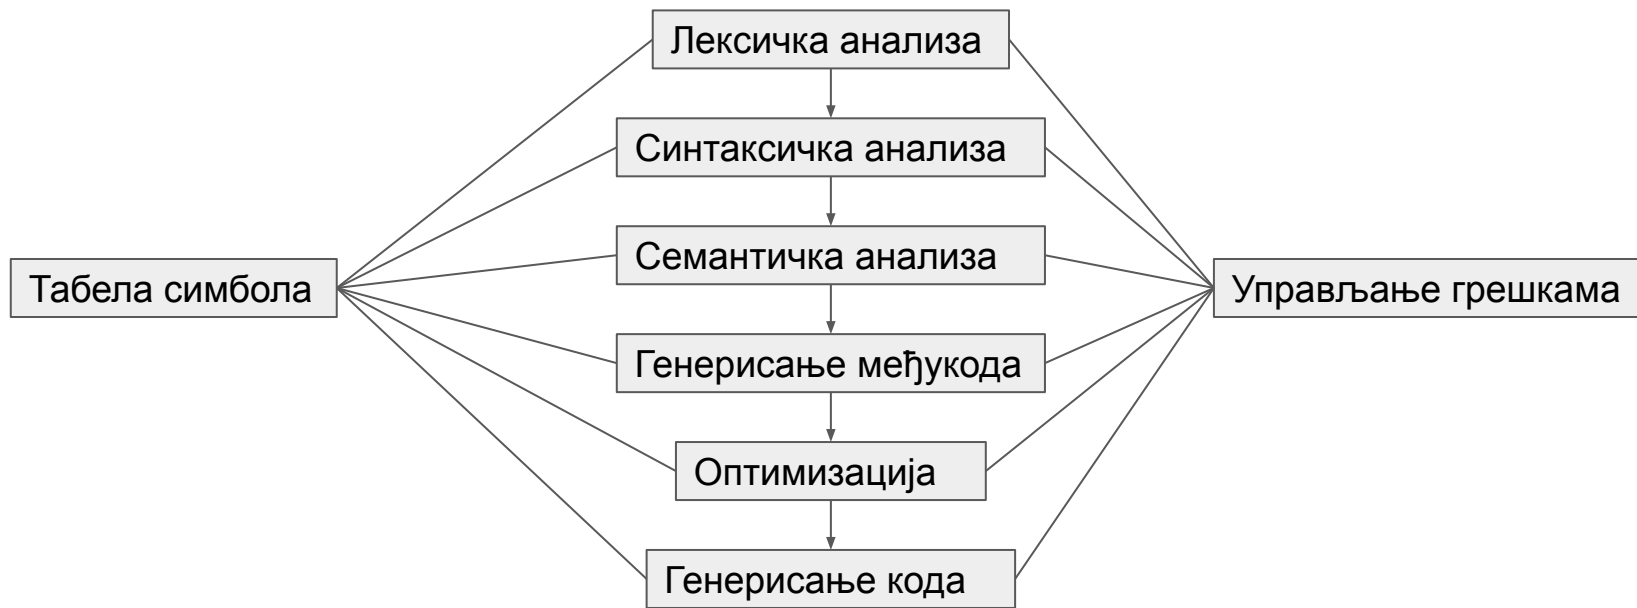 Лексичка анализа
Синтаксичка анализа
Семантичка анализа
Табела симбола
Управљање грешкама
Генерисање међукода
Оптимизација
Генерисање кода